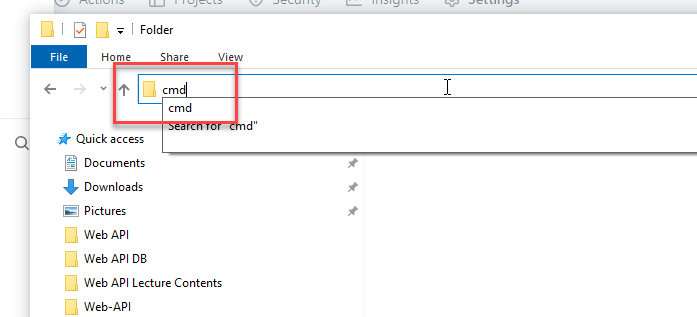 Actions Projects Security Insights Settings
Folder
File Home Share View
cmd
cmd
Search for "cmd"
Quick access
Documents
Downloads
Pictures
Web API
Web API DB
Web API Lecture Contents
Web-API